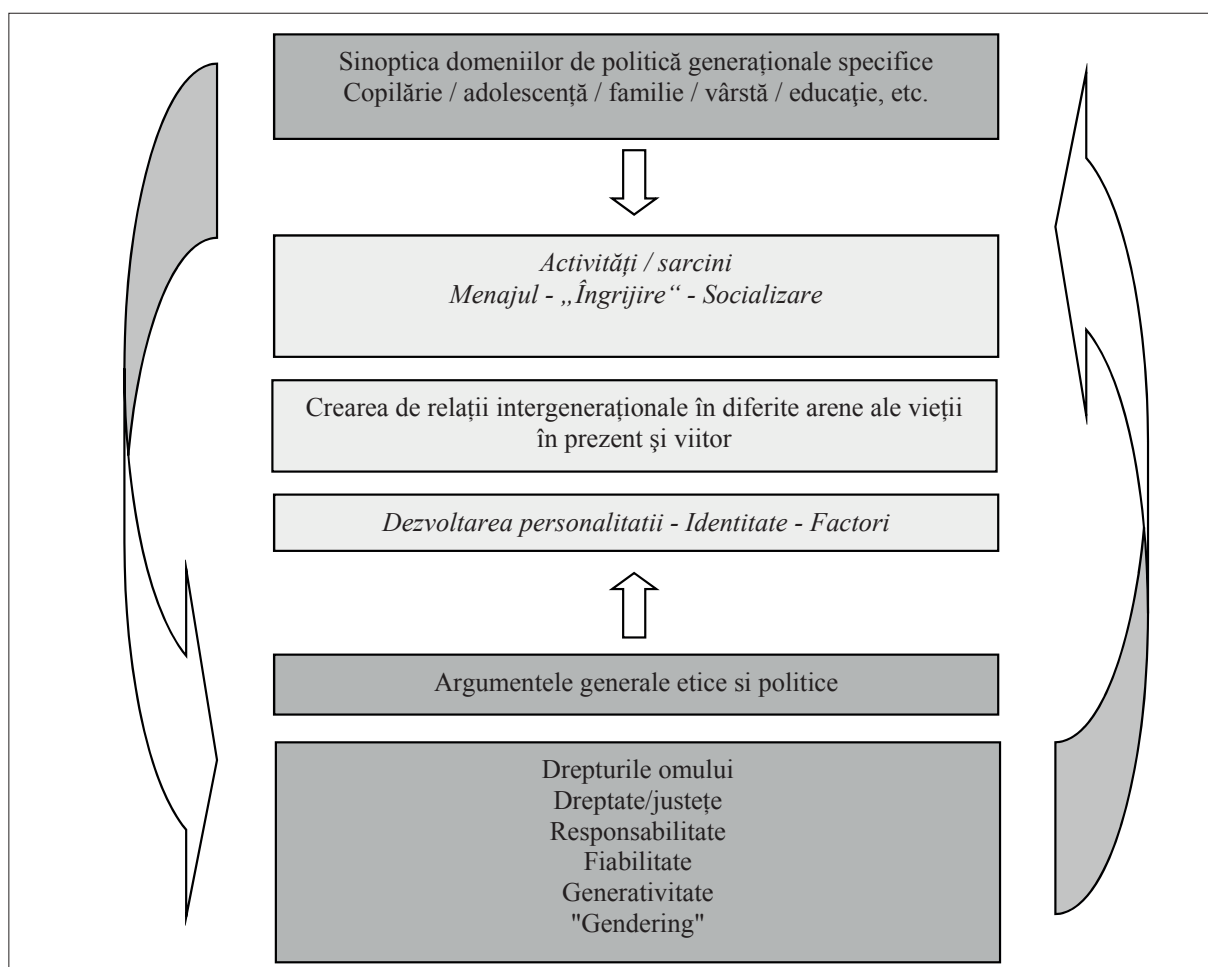 Sinoptica domeniilor de politică generaționale specifice
Copilărie / adolescență / familie / vârstă / educaţie, etc.
Activități / sarcini
Menajul - „Îngrijire“ - Socializare
Crearea de relații intergeneraționale în diferite arene ale vieții
în prezent şi viitor
Dezvoltarea personalitatii - Identitate - Factori
Argumentele generale etice si politice
Drepturile omului
Dreptate/justețe
Responsabilitate
Fiabilitate
Generativitate
"Gendering"